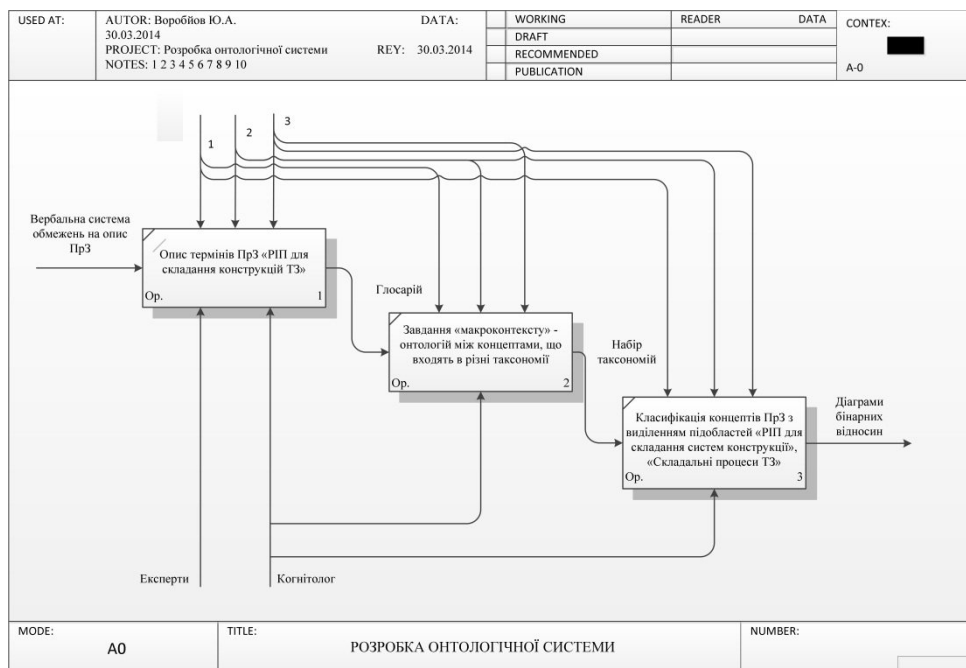 USED AT:
AUTOR: Воробйов Ю.А.
DATA:
30.03.2014
PROJECT: Розробка онтологічної системи
REY: 30.03.2014
NOTES: 1 2 3 4 5 6 7 8 9 10
WORKING
DRAFT
RECOMMENDED
PUBLICATION
READER
DATA
CONTEX:
A-0
1
2
3
Вербальна система
обмежень на опис
ПрЗ
Опис термінів ПрЗ «РІП для
складання конструкцій ТЗ»
Ор.
1
Глосарій
Завдання «макроконтексту» -
онтологій між концептами, що
входять в різні таксономії
Ор.
2
Набір
таксономій
Класифікація концептів ПрЗ з
виділенням підобластей «РІП для
складання систем конструкції»,
«Складальні процеси ТЗ»
Ор.
3
Діаграми
бінарних
відносин
Експерти
Когнітолог
MODE:
A0
TITLE:
РОЗРОБКА ОНТОЛОГІЧНОЇ СИСТЕМИ
NUMBER: